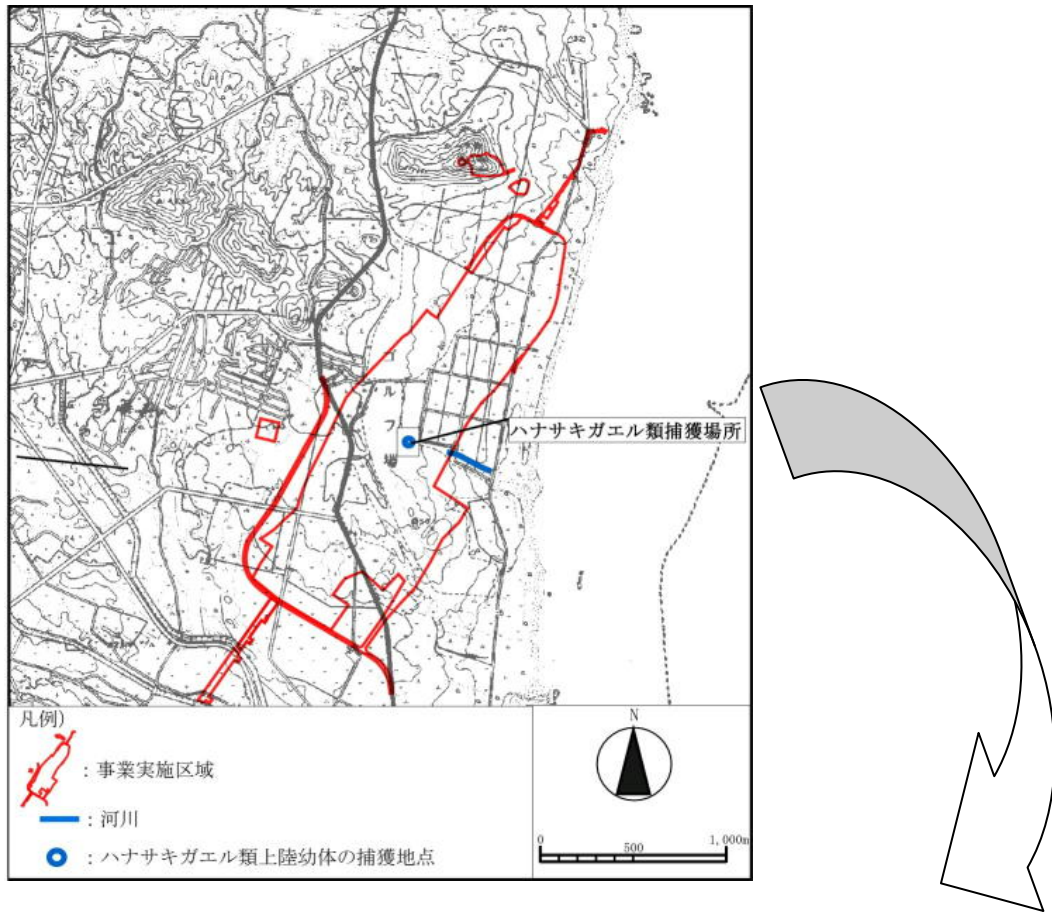 ゴルフ場
ハナサキガエル類捕獲場所
凡例)
：事業実施区域
：河川
：ハナサキガエル類上陸幼体の捕獲地点
N
0 500 1,000m